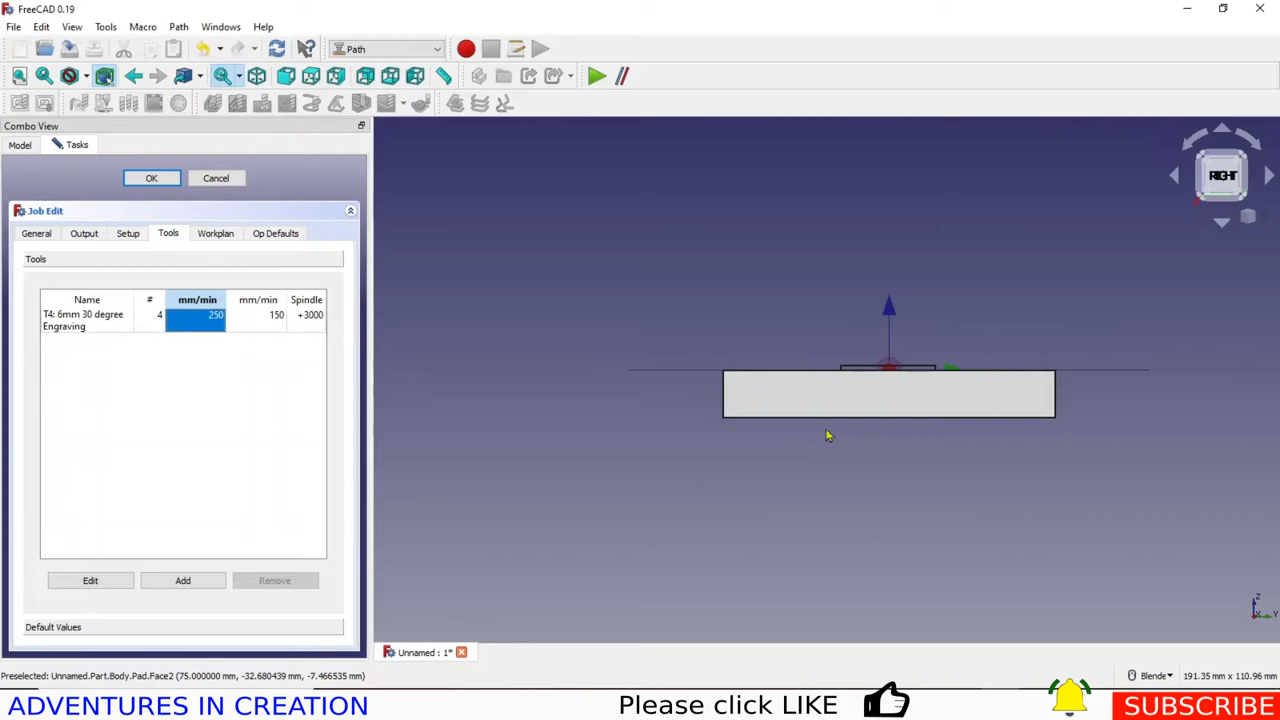 FreeCAD 0.19
File Edit View Tools Macro Path Windows Help
Path
Combo View
Model Tasks
OK Cancel
Job Edit
General Output Setup Tools Workplan Op Defaults
Tools
Name # mm/min mm/min Spindle
T4: 6mm 30 degree Engraving 4 250 150 +3000
Edit Add Remove
Default Values
RIGHT
Z
X Y
Unnamed : 1*
Preselected: Unnamed.Part.Body.Pad.Face2 (75.000000 mm, -32.680439 mm, -7.466535 mm)
Blende 191.35 mm x 110.96 mm
ADVENTURES IN CREATION
Please click LIKE
SUBSCRIBE